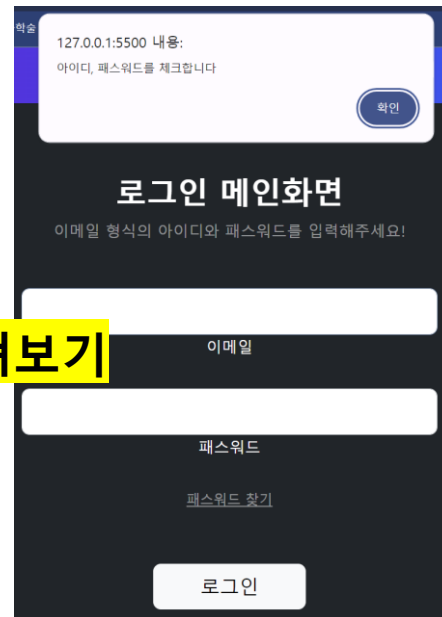 학술
127.0.0.1:5500 내용:
아이디, 패스워드를 체크합니다
확인
로그인 메인화면
이메일 형식의 아이디와 패스워드를 입력해주세요!
보기
이메일
패스워드
패스워드 찾기
로그인